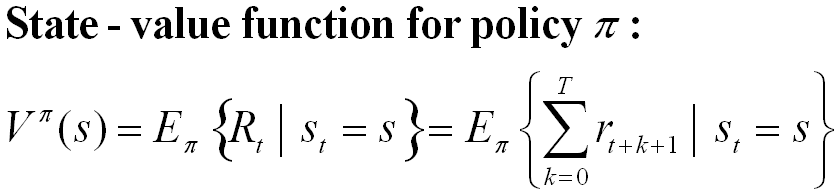 State - value function for policy π :
V^π(s) = E_π {R_t | s_t = s} = E_π {∑_{k=0}^{T} r_{t+k+1} | s_t = s}